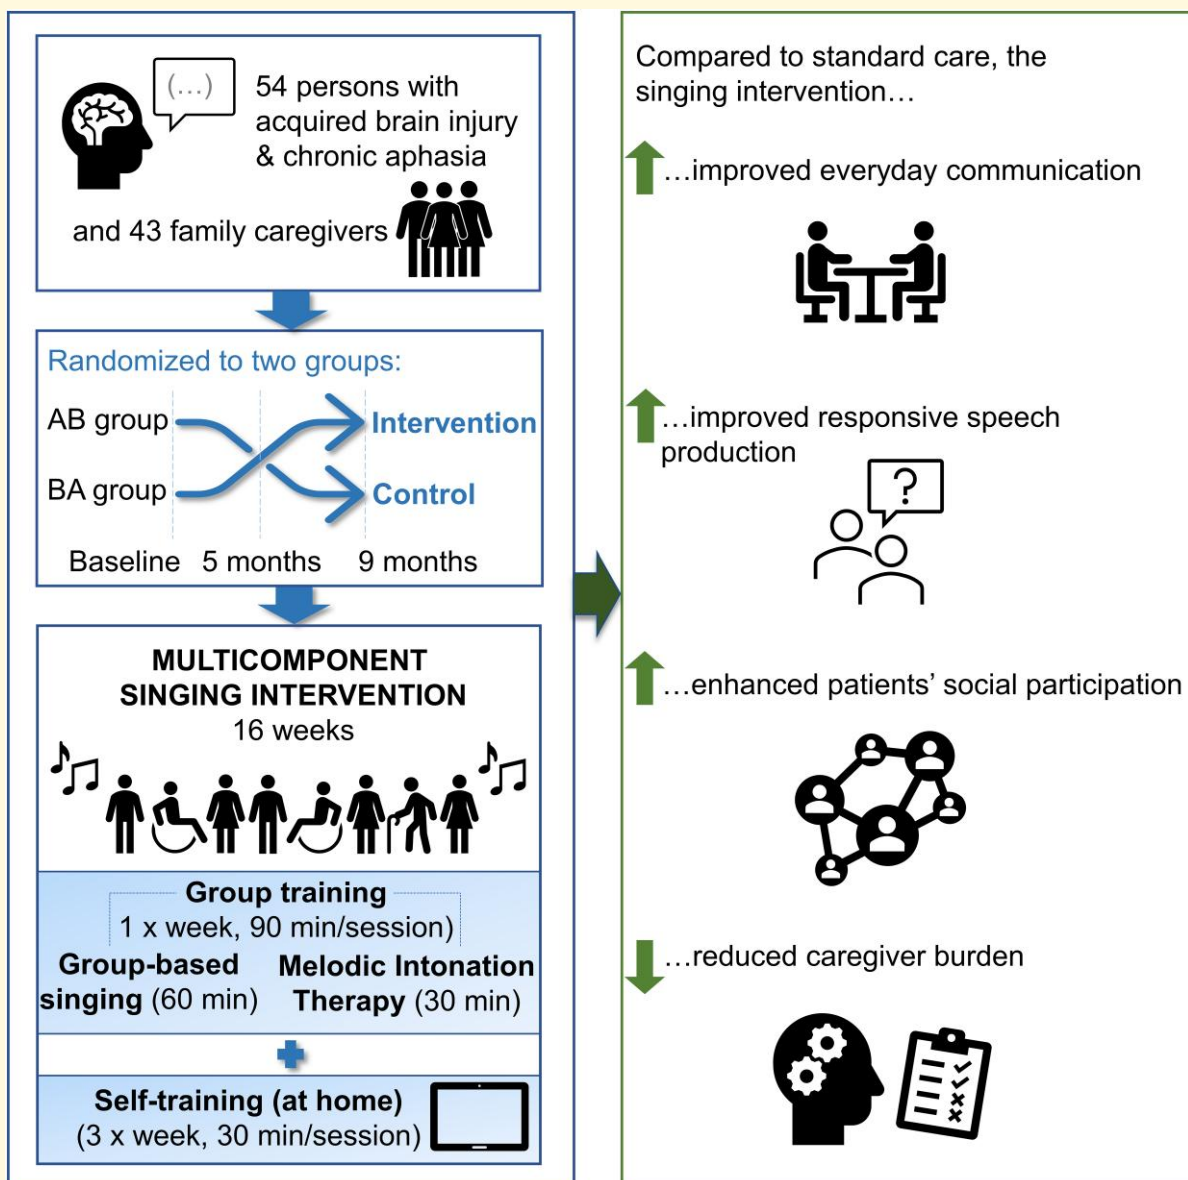 (...)
54 persons with
acquired brain injury
& chronic aphasia
and 43 family caregivers
Randomized to two groups:
AB group
Intervention
BA group
Control
Baseline 5 months 9 months
MULTICOMPONENT
SINGING INTERVENTION
16 weeks
Group training
1 x week, 90 min/session)
Group-based
singing (60 min)
Melodic Intonation
Therapy (30 min)
Self-training (at home)
(3 x week, 30 min/session)
Compared to standard care, the
singing intervention…
…improved everyday communication
…improved responsive speech
production
?
…enhanced patients’ social participation
…reduced caregiver burden